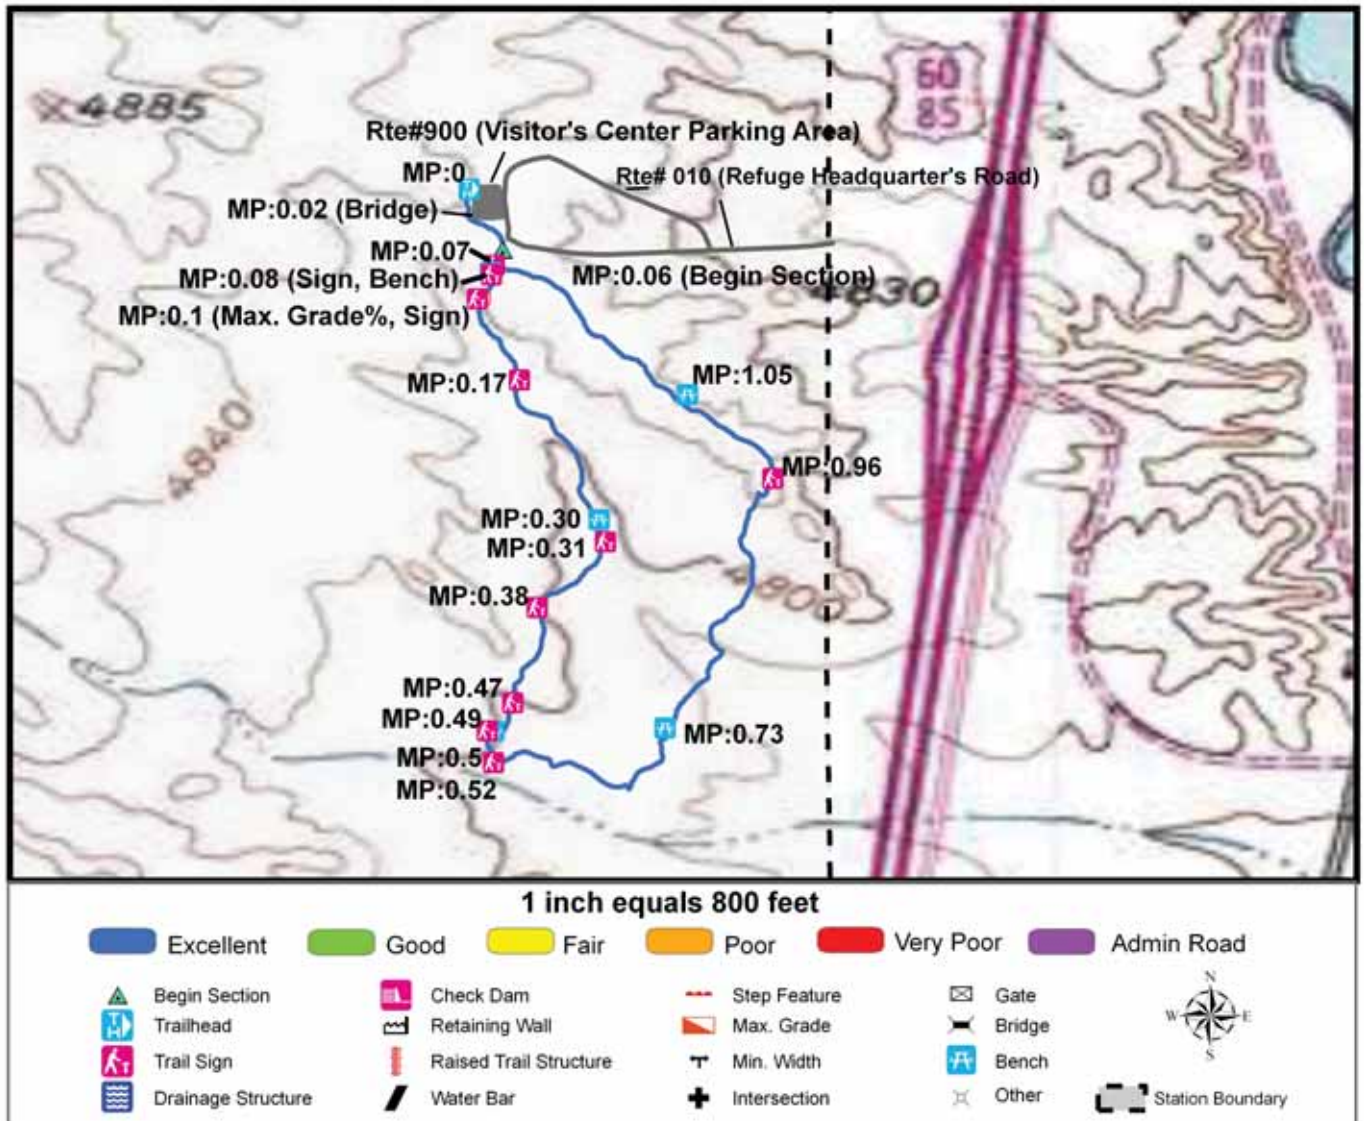 4885
60
85
Rte#900 (Visitor's Center Parking Area)
MP:0
Rte# 010 (Refuge Headquarter's Road)
MP:0.02 (Bridge)
MP:0.07
MP:0.08 (Sign, Bench)
MP:0.06 (Begin Section)
4830
MP:0.1 (Max. Grade%, Sign)
MP:1.05
MP:0.17
4840
MP:0.96
MP:0.30
MP:0.31
4800
MP:0.38
MP:0.47
MP:0.49
MP:0.73
MP:0.5
MP:0.52
1 inch equals 800 feet
Excellent
Good
Fair
Poor
Very Poor
Admin Road
Begin Section
Check Dam
Step Feature
Gate
Trailhead
Retaining Wall
Max. Grade
Bridge
Trail Sign
Raised Trail Structure
Min. Width
Bench
Drainage Structure
Water Bar
Intersection
Other
Station Boundary
N
W
E
S